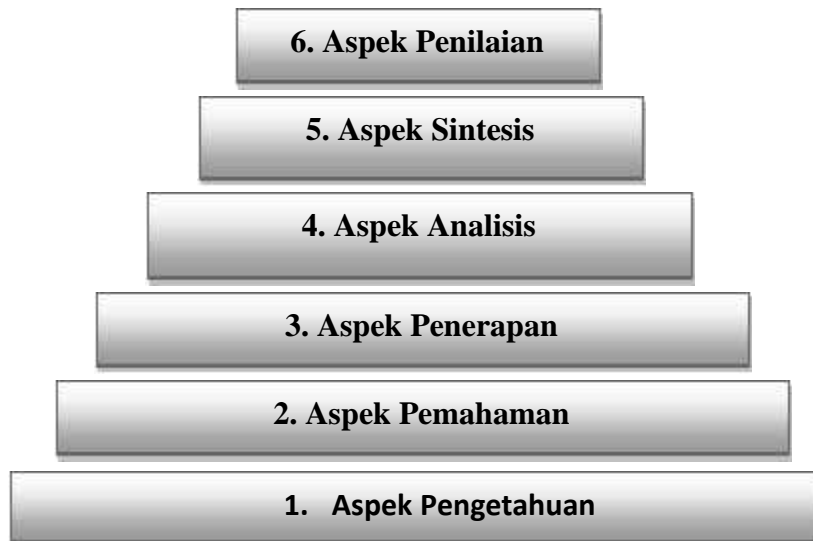 6. Aspek Penilaian
5. Aspek Sintesis
4. Aspek Analisis
3. Aspek Penerapan
2. Aspek Pemahaman
1. Aspek Pengetahuan